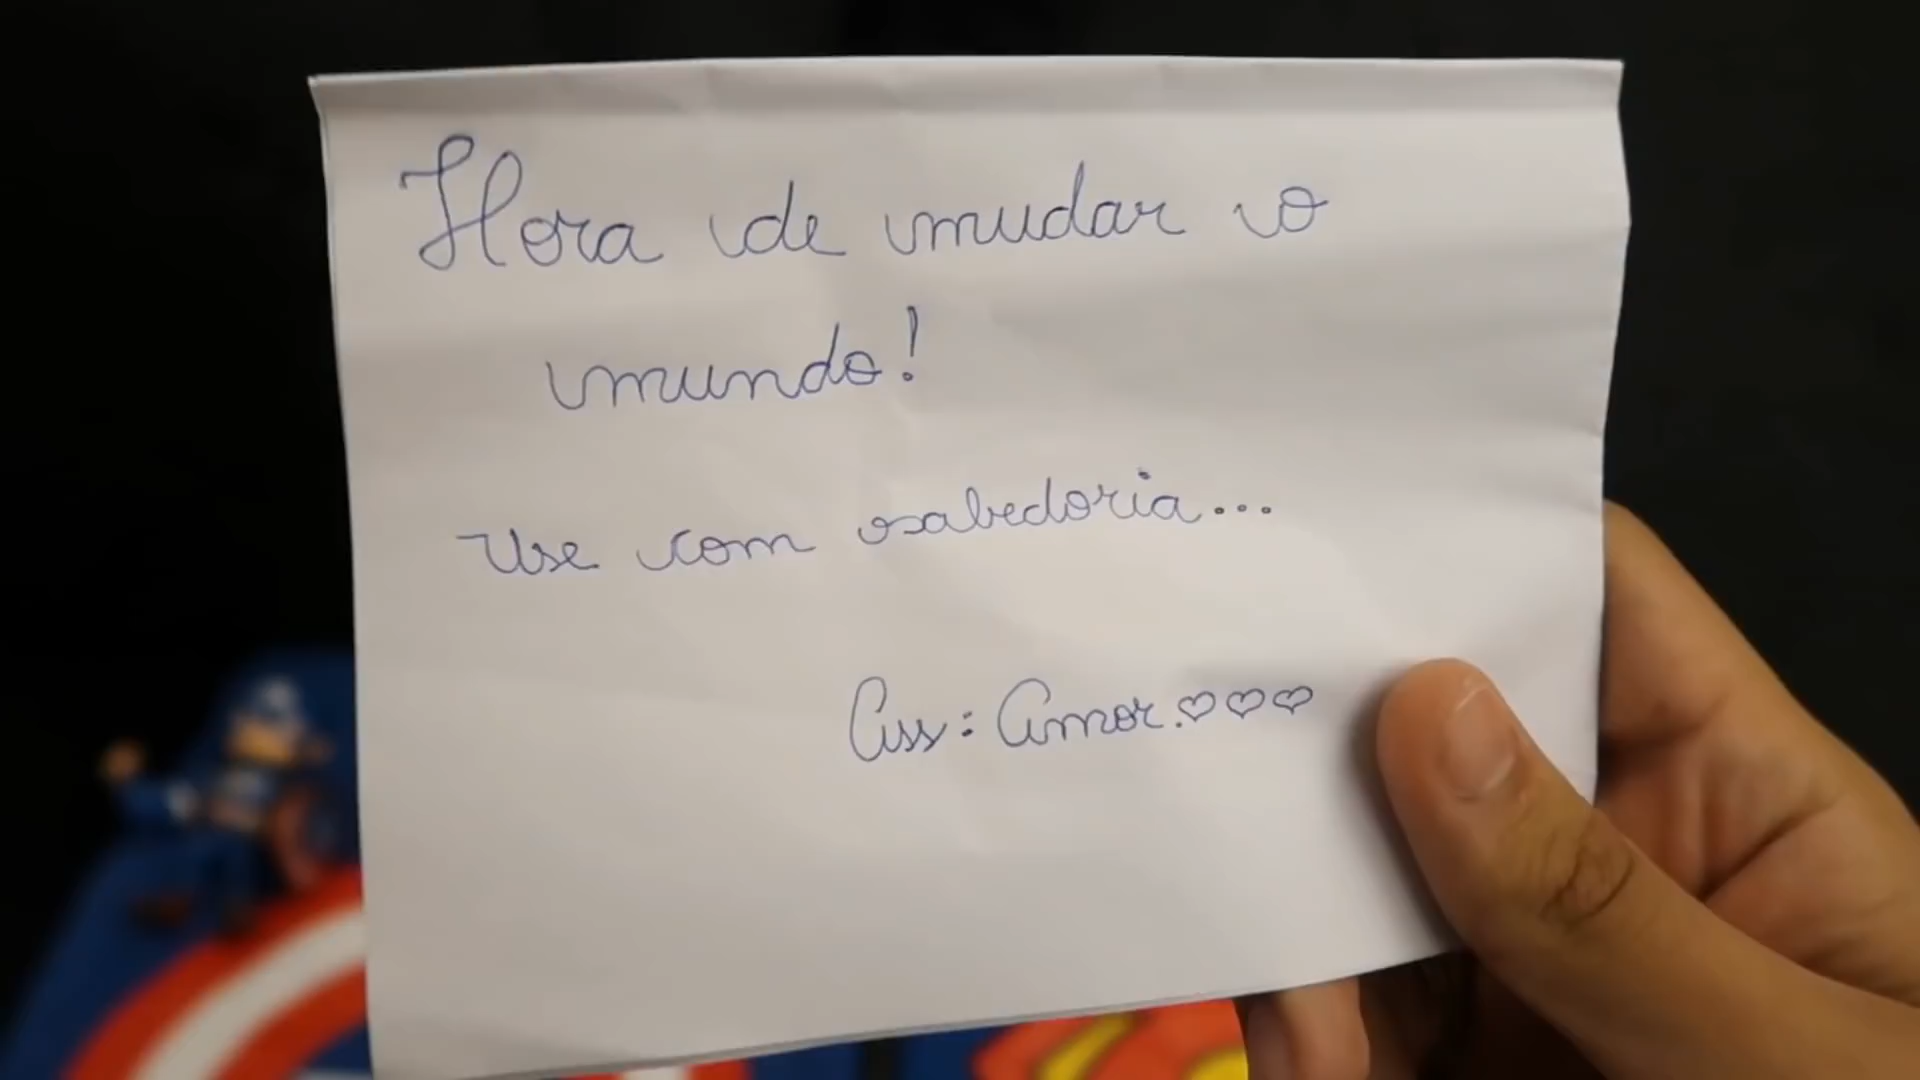 Hora de mudar o
mundo!
Use com sabedoria...
Ass: Amor.♡♡♡